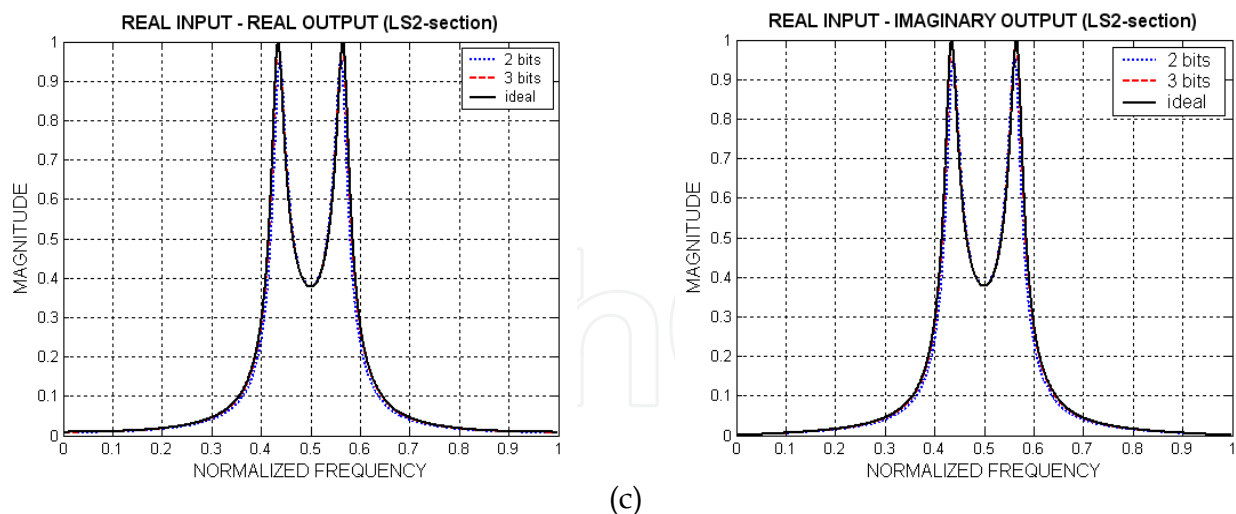 REAL INPUT - REAL OUTPUT (LS2-section)
1
0.9
0.8
0.7
0.6
0.5
0.4
0.3
0.2
0.1
0
MAGNITUDE
2 bits
3 bits
ideal
0 0.1 0.2 0.3 0.4 0.5 0.6 0.7 0.8 0.9 1
NORMALIZED FREQUENCY
REAL INPUT - IMAGINARY OUTPUT (LS2-section)
1
0.9
0.8
0.7
0.6
0.5
0.4
0.3
0.2
0.1
0
MAGNITUDE
2 bits
3 bits
ideal
0 0.1 0.2 0.3 0.4 0.5 0.6 0.7 0.8 0.9 1
NORMALIZED FREQUENCY
(c)